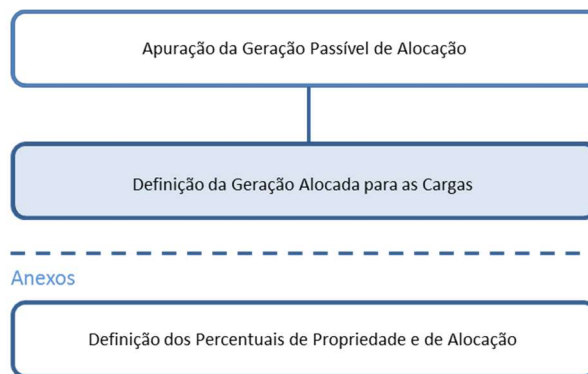 Apuração da Geração Passível de Alocação
Definição da Geração Alocada para as Cargas
Anexos
Definição dos Percentuais de Propriedade e de Alocação